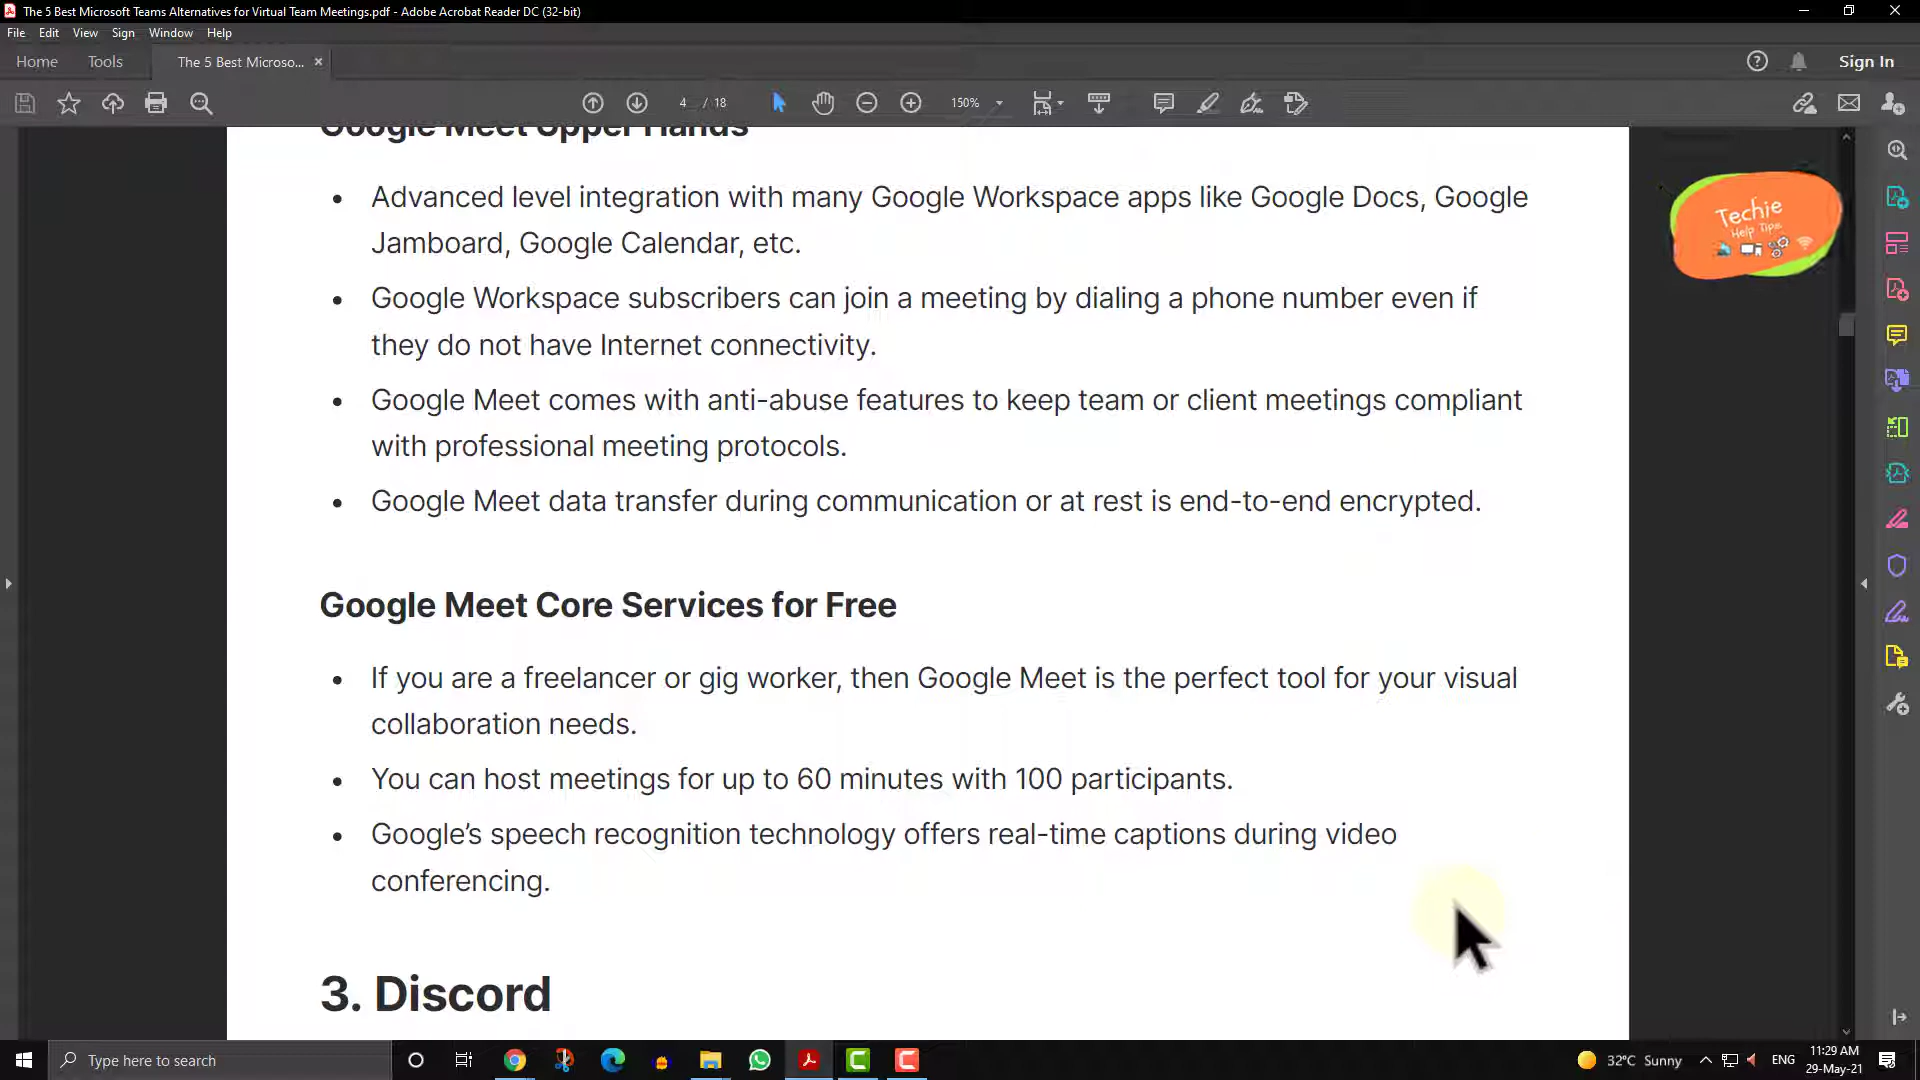 The 5 Best Microsoft Teams Alternatives for Virtual Team Meetings.pdf - Adobe Acrobat Reader DC (32-bit)
File Edit View Sign Window Help
Home Tools The 5 Best Microso... × Sign In
4 / 18 150%
Google Meet Upper Hands
• Advanced level integration with many Google Workspace apps like Google Docs, Google
Jamboard, Google Calendar, etc.
• Google Workspace subscribers can join a meeting by dialing a phone number even if
they do not have Internet connectivity.
• Google Meet comes with anti-abuse features to keep team or client meetings compliant
with professional meeting protocols.
• Google Meet data transfer during communication or at rest is end-to-end encrypted.
Techie
Help Tips
Google Meet Core Services for Free
• If you are a freelancer or gig worker, then Google Meet is the perfect tool for your visual
collaboration needs.
• You can host meetings for up to 60 minutes with 100 participants.
• Google’s speech recognition technology offers real-time captions during video
conferencing.
3. Discord
Type here to search
32°C Sunny
ENG
11:29 AM
29-May-21